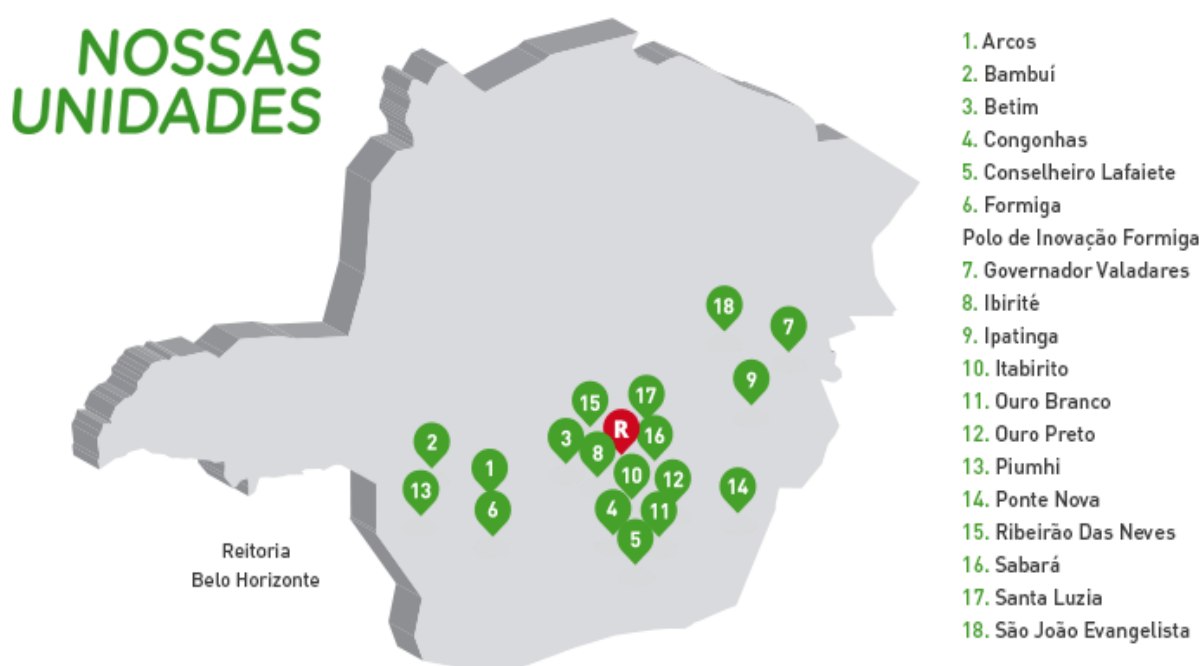 NOSSAS
UNIDADES
18
7
9
17
15
R
16
3
2
8
1
10
12
13
14
6
4
11
5
Reitoria
Belo Horizonte
1. Arcos
2. Bambuí
3. Betim
4. Congonhas
5. Conselheiro Lafaiete
6. Formiga
Polo de Inovação Formiga
7. Governador Valadares
8. Ibirité
9. Ipatinga
10. Itabirito
11. Ouro Branco
12. Ouro Preto
13. Piumhi
14. Ponte Nova
15. Ribeirão Das Neves
16. Sabará
17. Santa Luzia
18. São João Evangelista